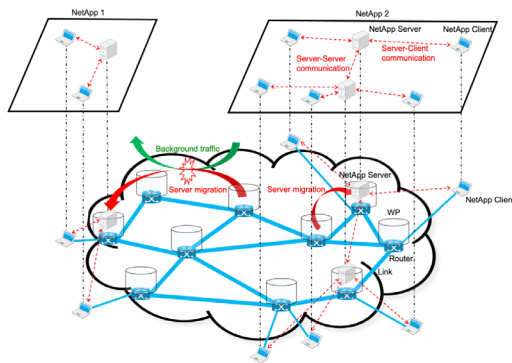 NetApp 1
NetApp 2
NetApp Server
NetApp Client
Server-Server
communication
Server-Client
communication
Background traffic
Server migration
Server migration
NetApp Server
NetApp Client
WP
Router
Link